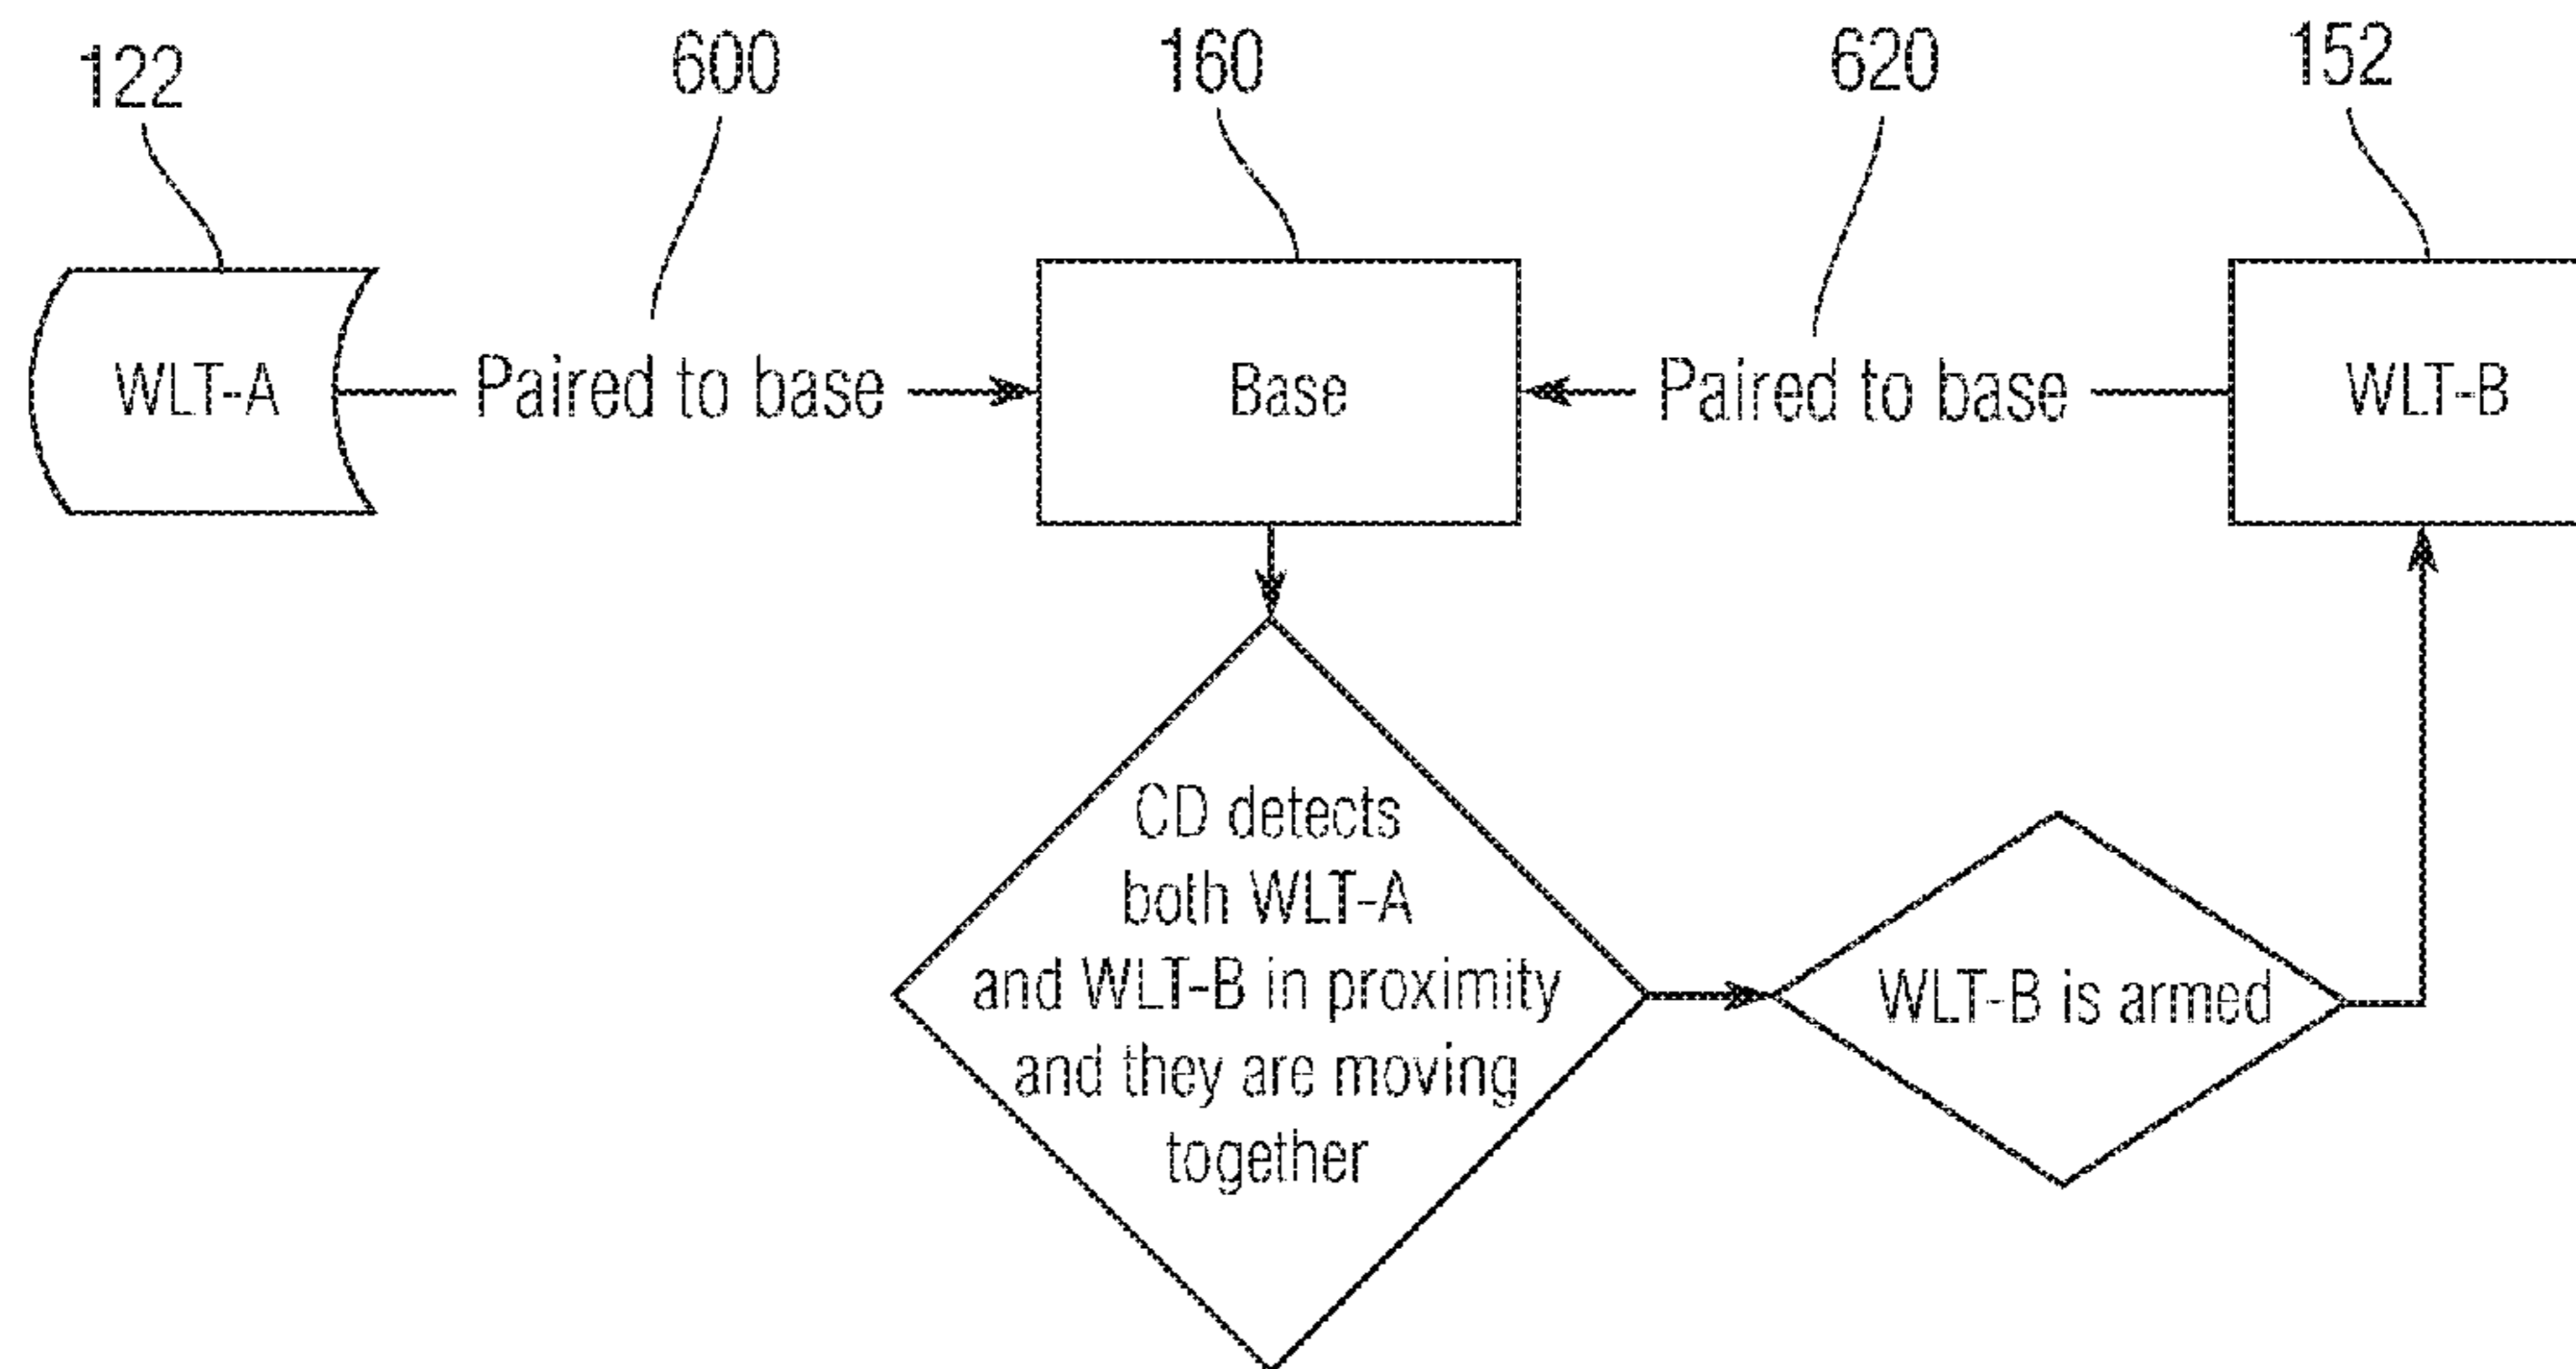 122
600
160
620
152
WLT-A
Paired to base
Base
Paired to base
WLT-B
CD detects
both WLT-A
and WLT-B in proximity
and they are moving
together
WLT-B is armed